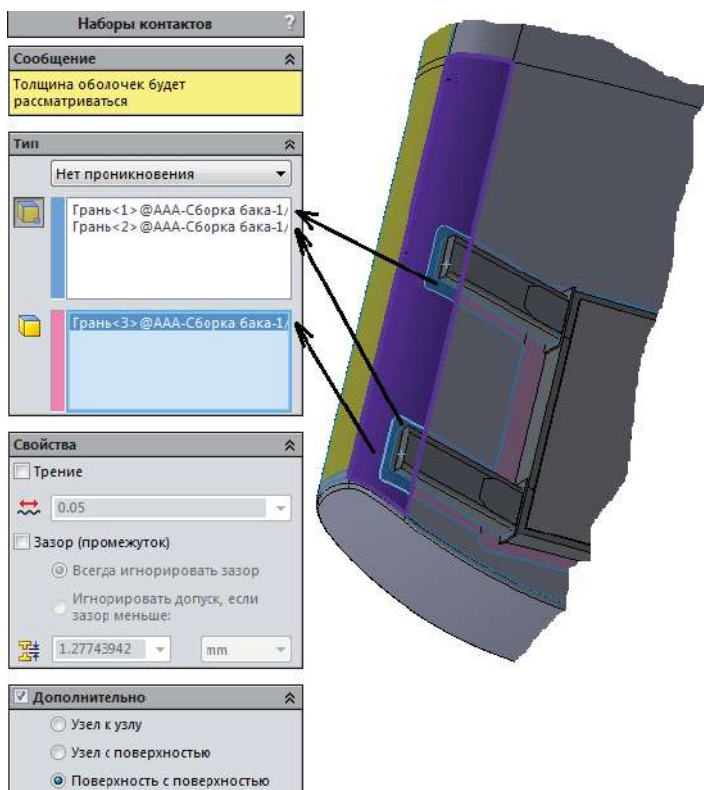 Наборы контактов ?
Сообщение
Толщина оболочек будет
рассматриваться
Тип
Нет проникновения
Грань<1>@ААА-Сборка бака-1/
Грань<2>@ААА-Сборка бака-1/
Грань<3>@ААА-Сборка бака-1/
Свойства
Трение
0.05
Зазор (промежуток)
Всегда игнорировать зазор
Игнорировать допуск, если
зазор меньше:
1.27743942 mm
Дополнительно
Узел к узлу
Узел с поверхностью
Поверхность с поверхностью